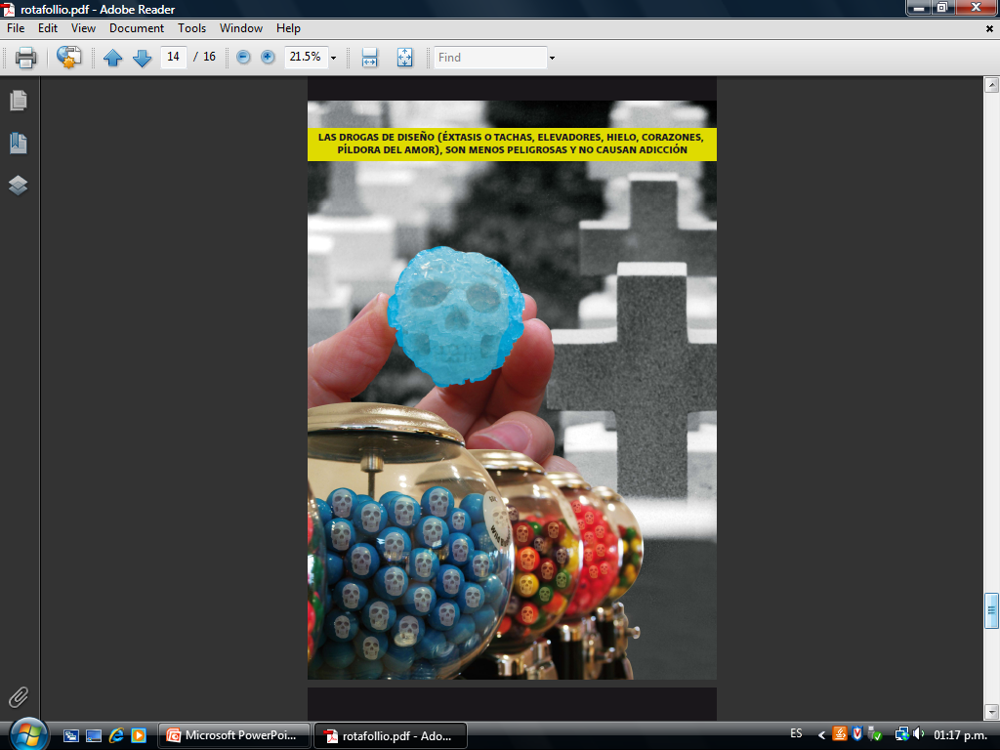 rotafollio.pdf - Adobe Reader
File Edit View Document Tools Window Help
14 / 16 21.5% Find
LAS DROGAS DE DISEÑO (ÉXTASIS O TACHAS, ELEVADORES, HIELO, CORAZONES,
PÍLDORA DEL AMOR), SON MENOS PELIGROSAS Y NO CAUSAN ADICCIÓN
Microsoft PowerPoi... rotafollio.pdf - Ado... ES 01:17 p.m.